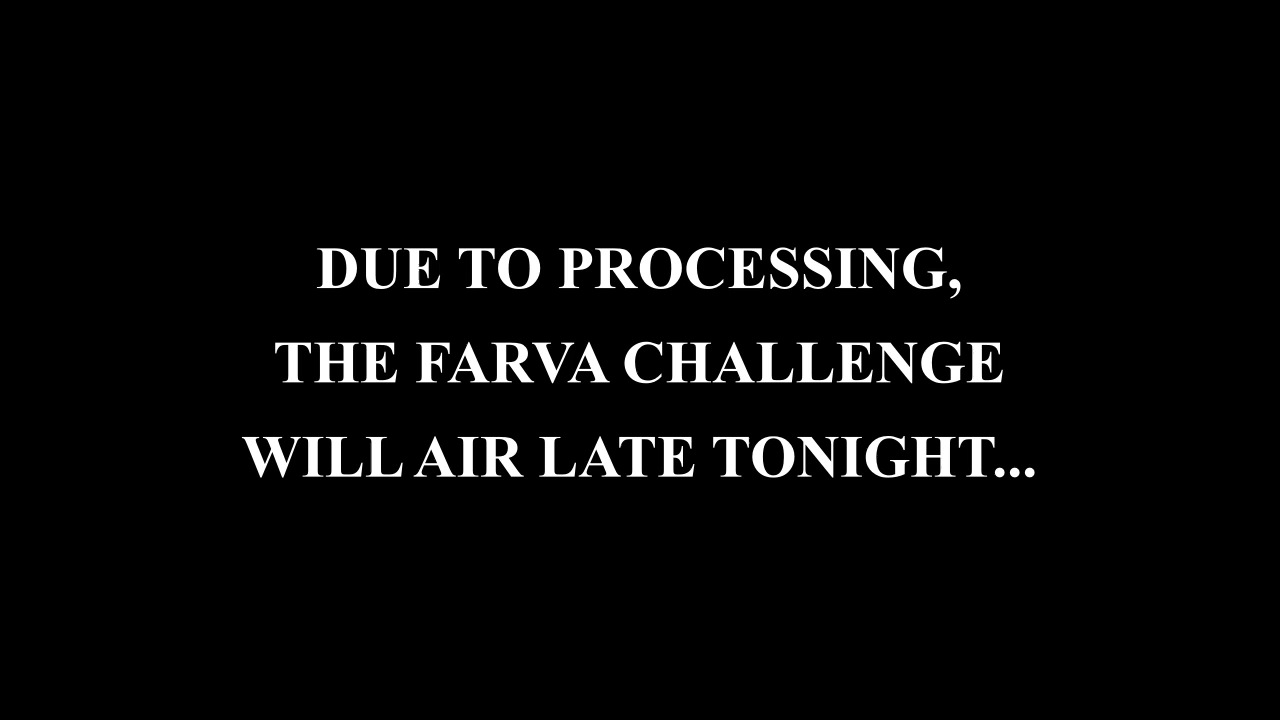 DUE TO PROCESSING,
THE FARVA CHALLENGE
WILL AIR LATE TONIGHT...